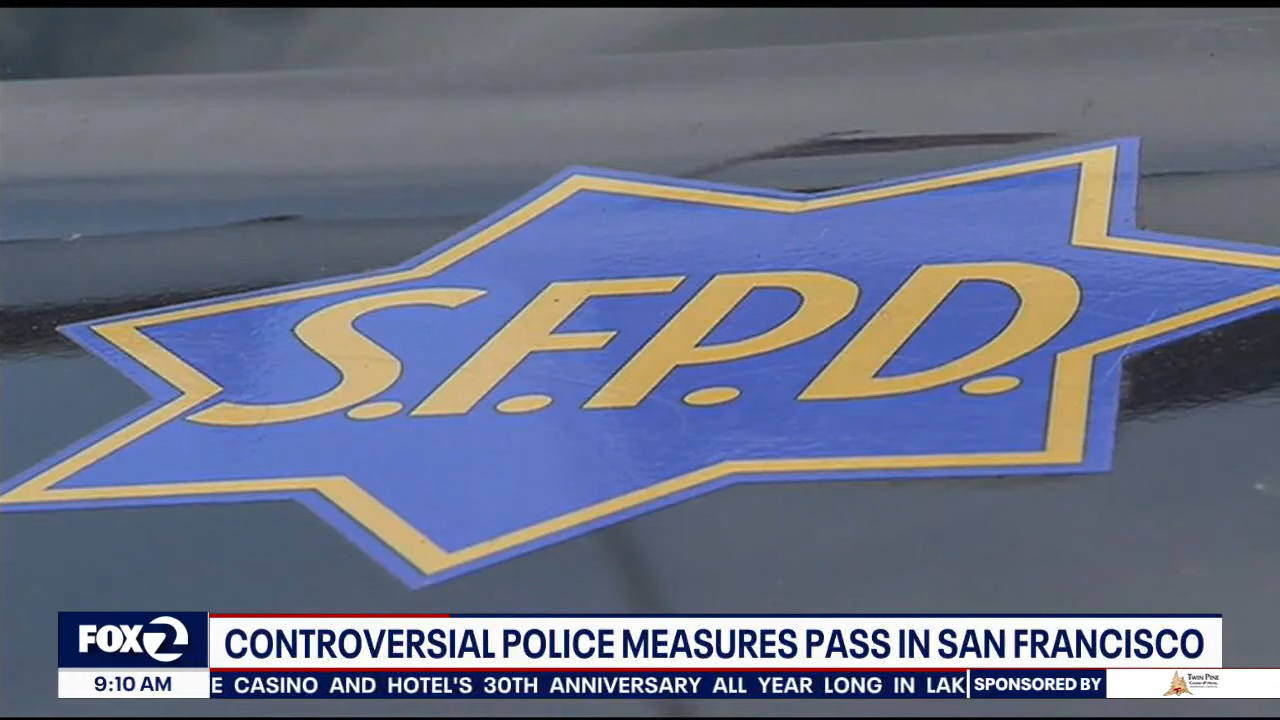 S.F.P.D.
FOX 2
CONTROVERSIAL POLICE MEASURES PASS IN SAN FRANCISCO
9:10 AM
E CASINO AND HOTEL'S 30TH ANNIVERSARY ALL YEAR LONG IN LAK
SPONSORED BY
TWIN PINE